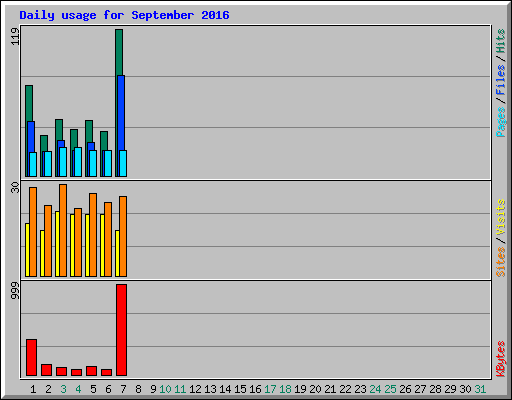 Daily usage for September 2016
119
30
999
Pages/Files/Hits
Sites/Visits
KBytes
1 2 3 4 5 6 7 8 9 10 11 12 13 14 15 16 17 18 19 20 21 22 23 24 25 26 27 28 29 30 31